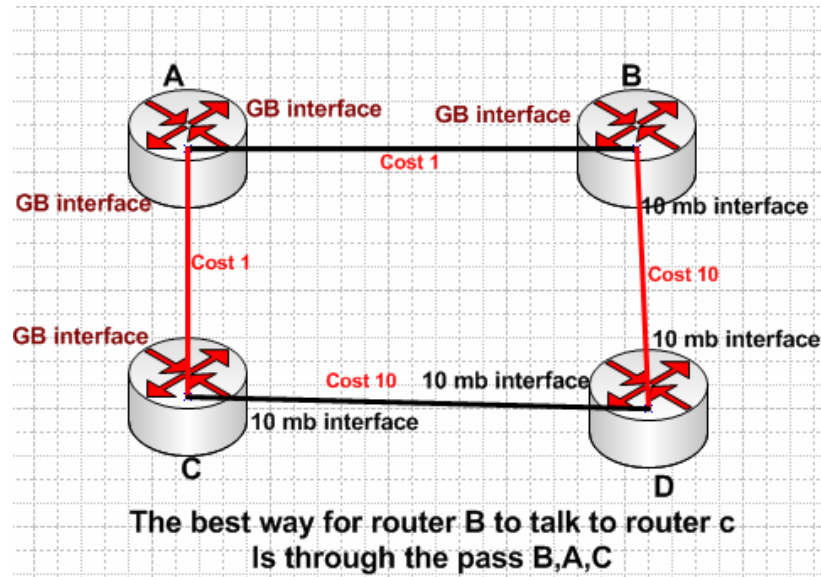 A
B
GB interface
GB interface
Cost 1
GB interface
10 mb interface
Cost 1
Cost 10
GB interface
10 mb interface
Cost 10
10 mb interface
10 mb interface
C
D
The best way for router B to talk to router c
Is through the pass B,A,C